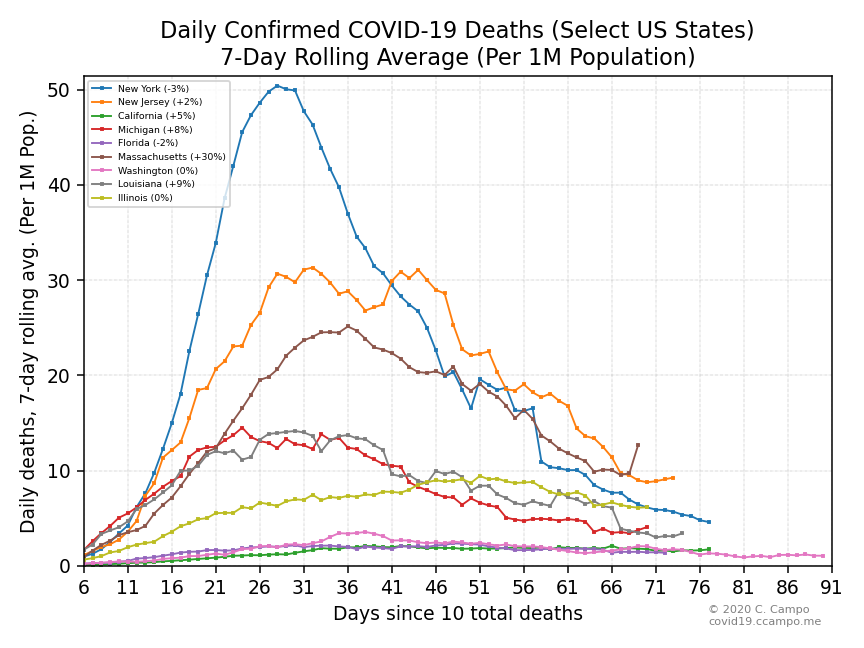 Daily Confirmed COVID-19 Deaths (Select US States)
7-Day Rolling Average (Per 1M Population)
Daily deaths, 7-day rolling avg. (Per 1M Pop.)
50
40
30
20
10
0
New York (-3%)
New Jersey (+2%)
California (+5%)
Michigan (+8%)
Florida (-2%)
Massachusetts (+30%)
Washington (0%)
Louisiana (+9%)
Illinois (0%)
6 11 16 21 26 31 36 41 46 51 56 61 66 71 76 81 86 91
Days since 10 total deaths
© 2020 C. Campo
covid19.ccampo.me